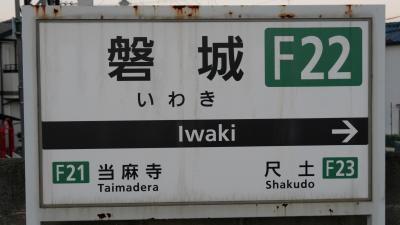 磐城 F22
いわき
Iwaki →
F21 当麻寺 尺土 F23
Taimadera Shakudo